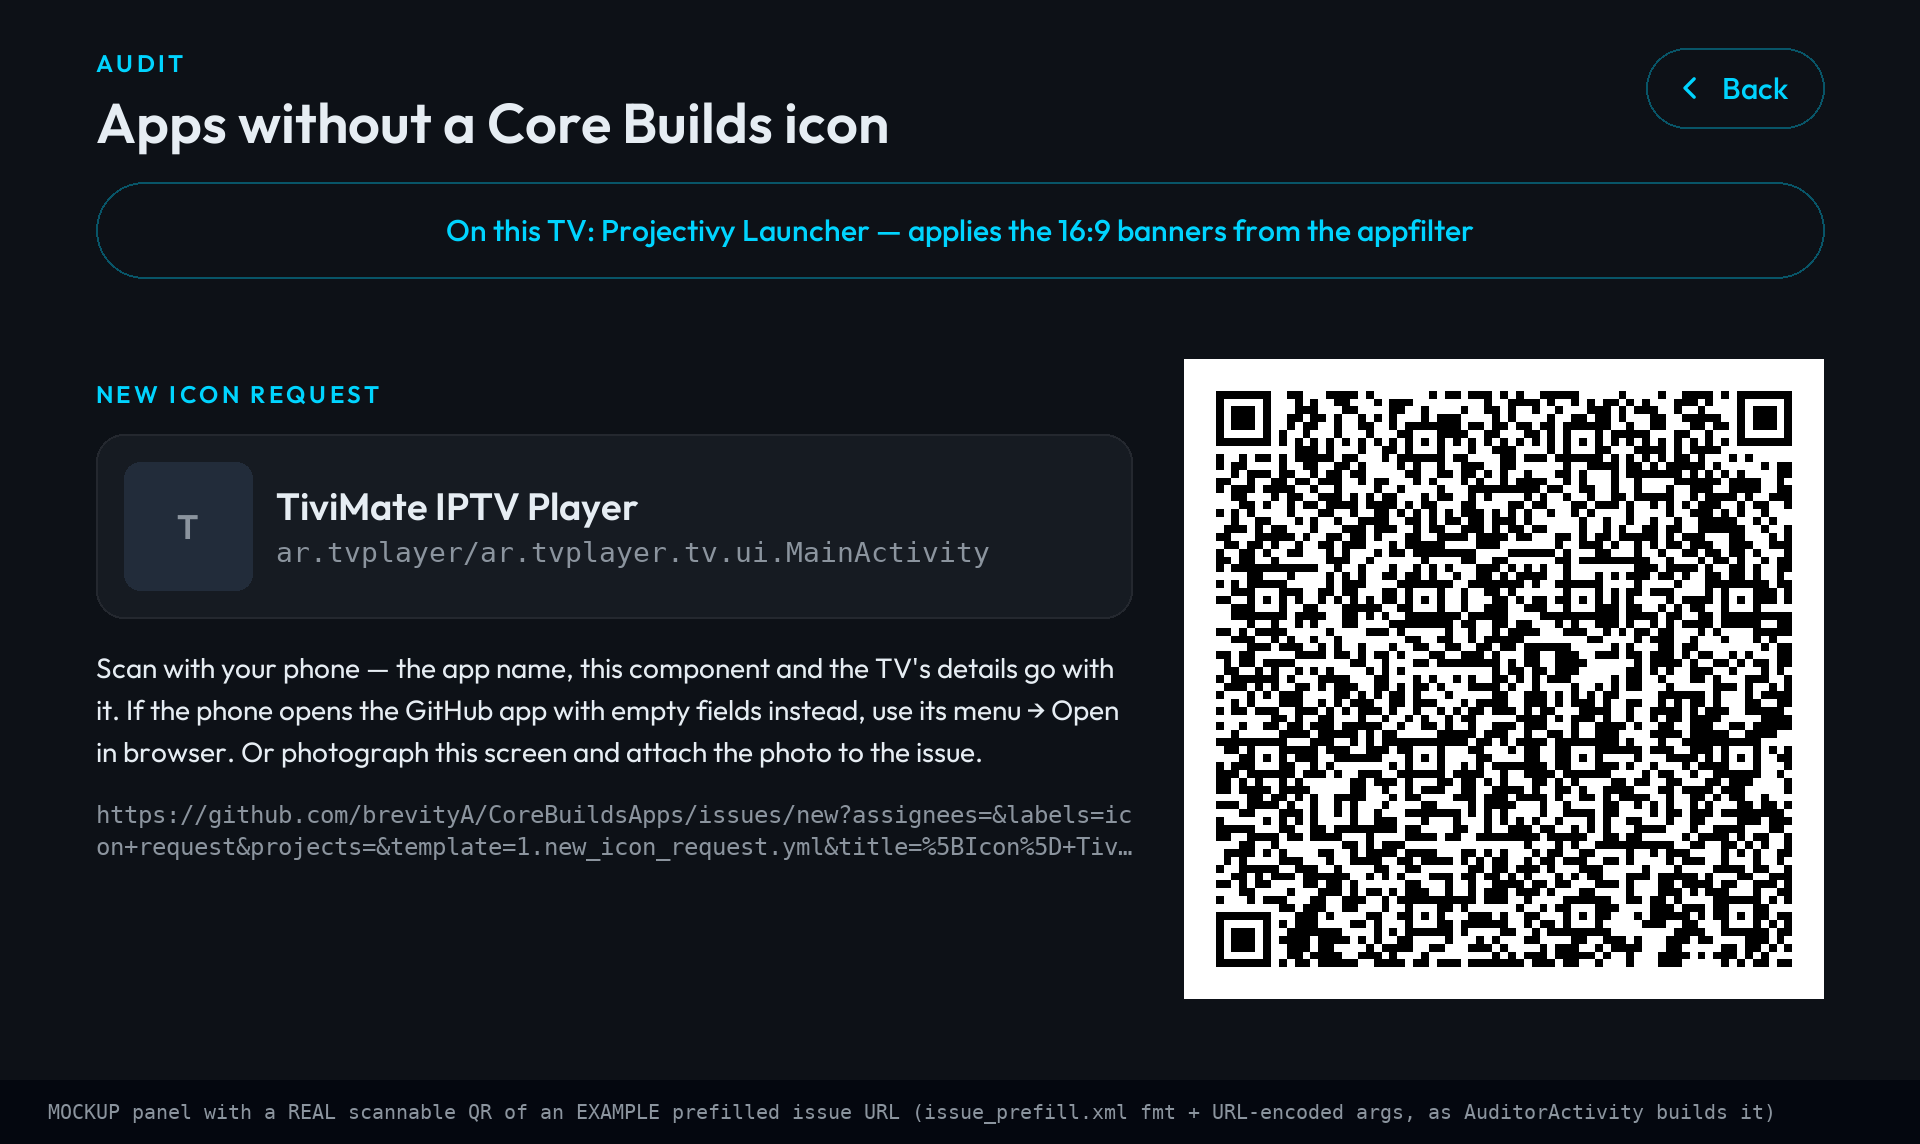 AUDIT
Apps without a Core Builds icon
Back
On this TV: Projectivy Launcher — applies the 16:9 banners from the appfilter
NEW ICON REQUEST
T
TiviMate IPTV Player
ar.tvplayer/ar.tvplayer.tv.ui.MainActivity
Scan with your phone — the app name, this component and the TV's details go with
it. If the phone opens the GitHub app with empty fields instead, use its menu → Open
in browser. Or photograph this screen and attach the photo to the issue.
https://github.com/brevityA/CoreBuildsApps/issues/new?assignees=&labels=ic
on+request&projects=&template=1.new_icon_request.yml&title=%5BIcon%5D+Tiv…
MOCKUP panel with a REAL scannable QR of an EXAMPLE prefilled issue URL (issue_prefill.xml fmt + URL-encoded args, as AuditorActivity builds it)